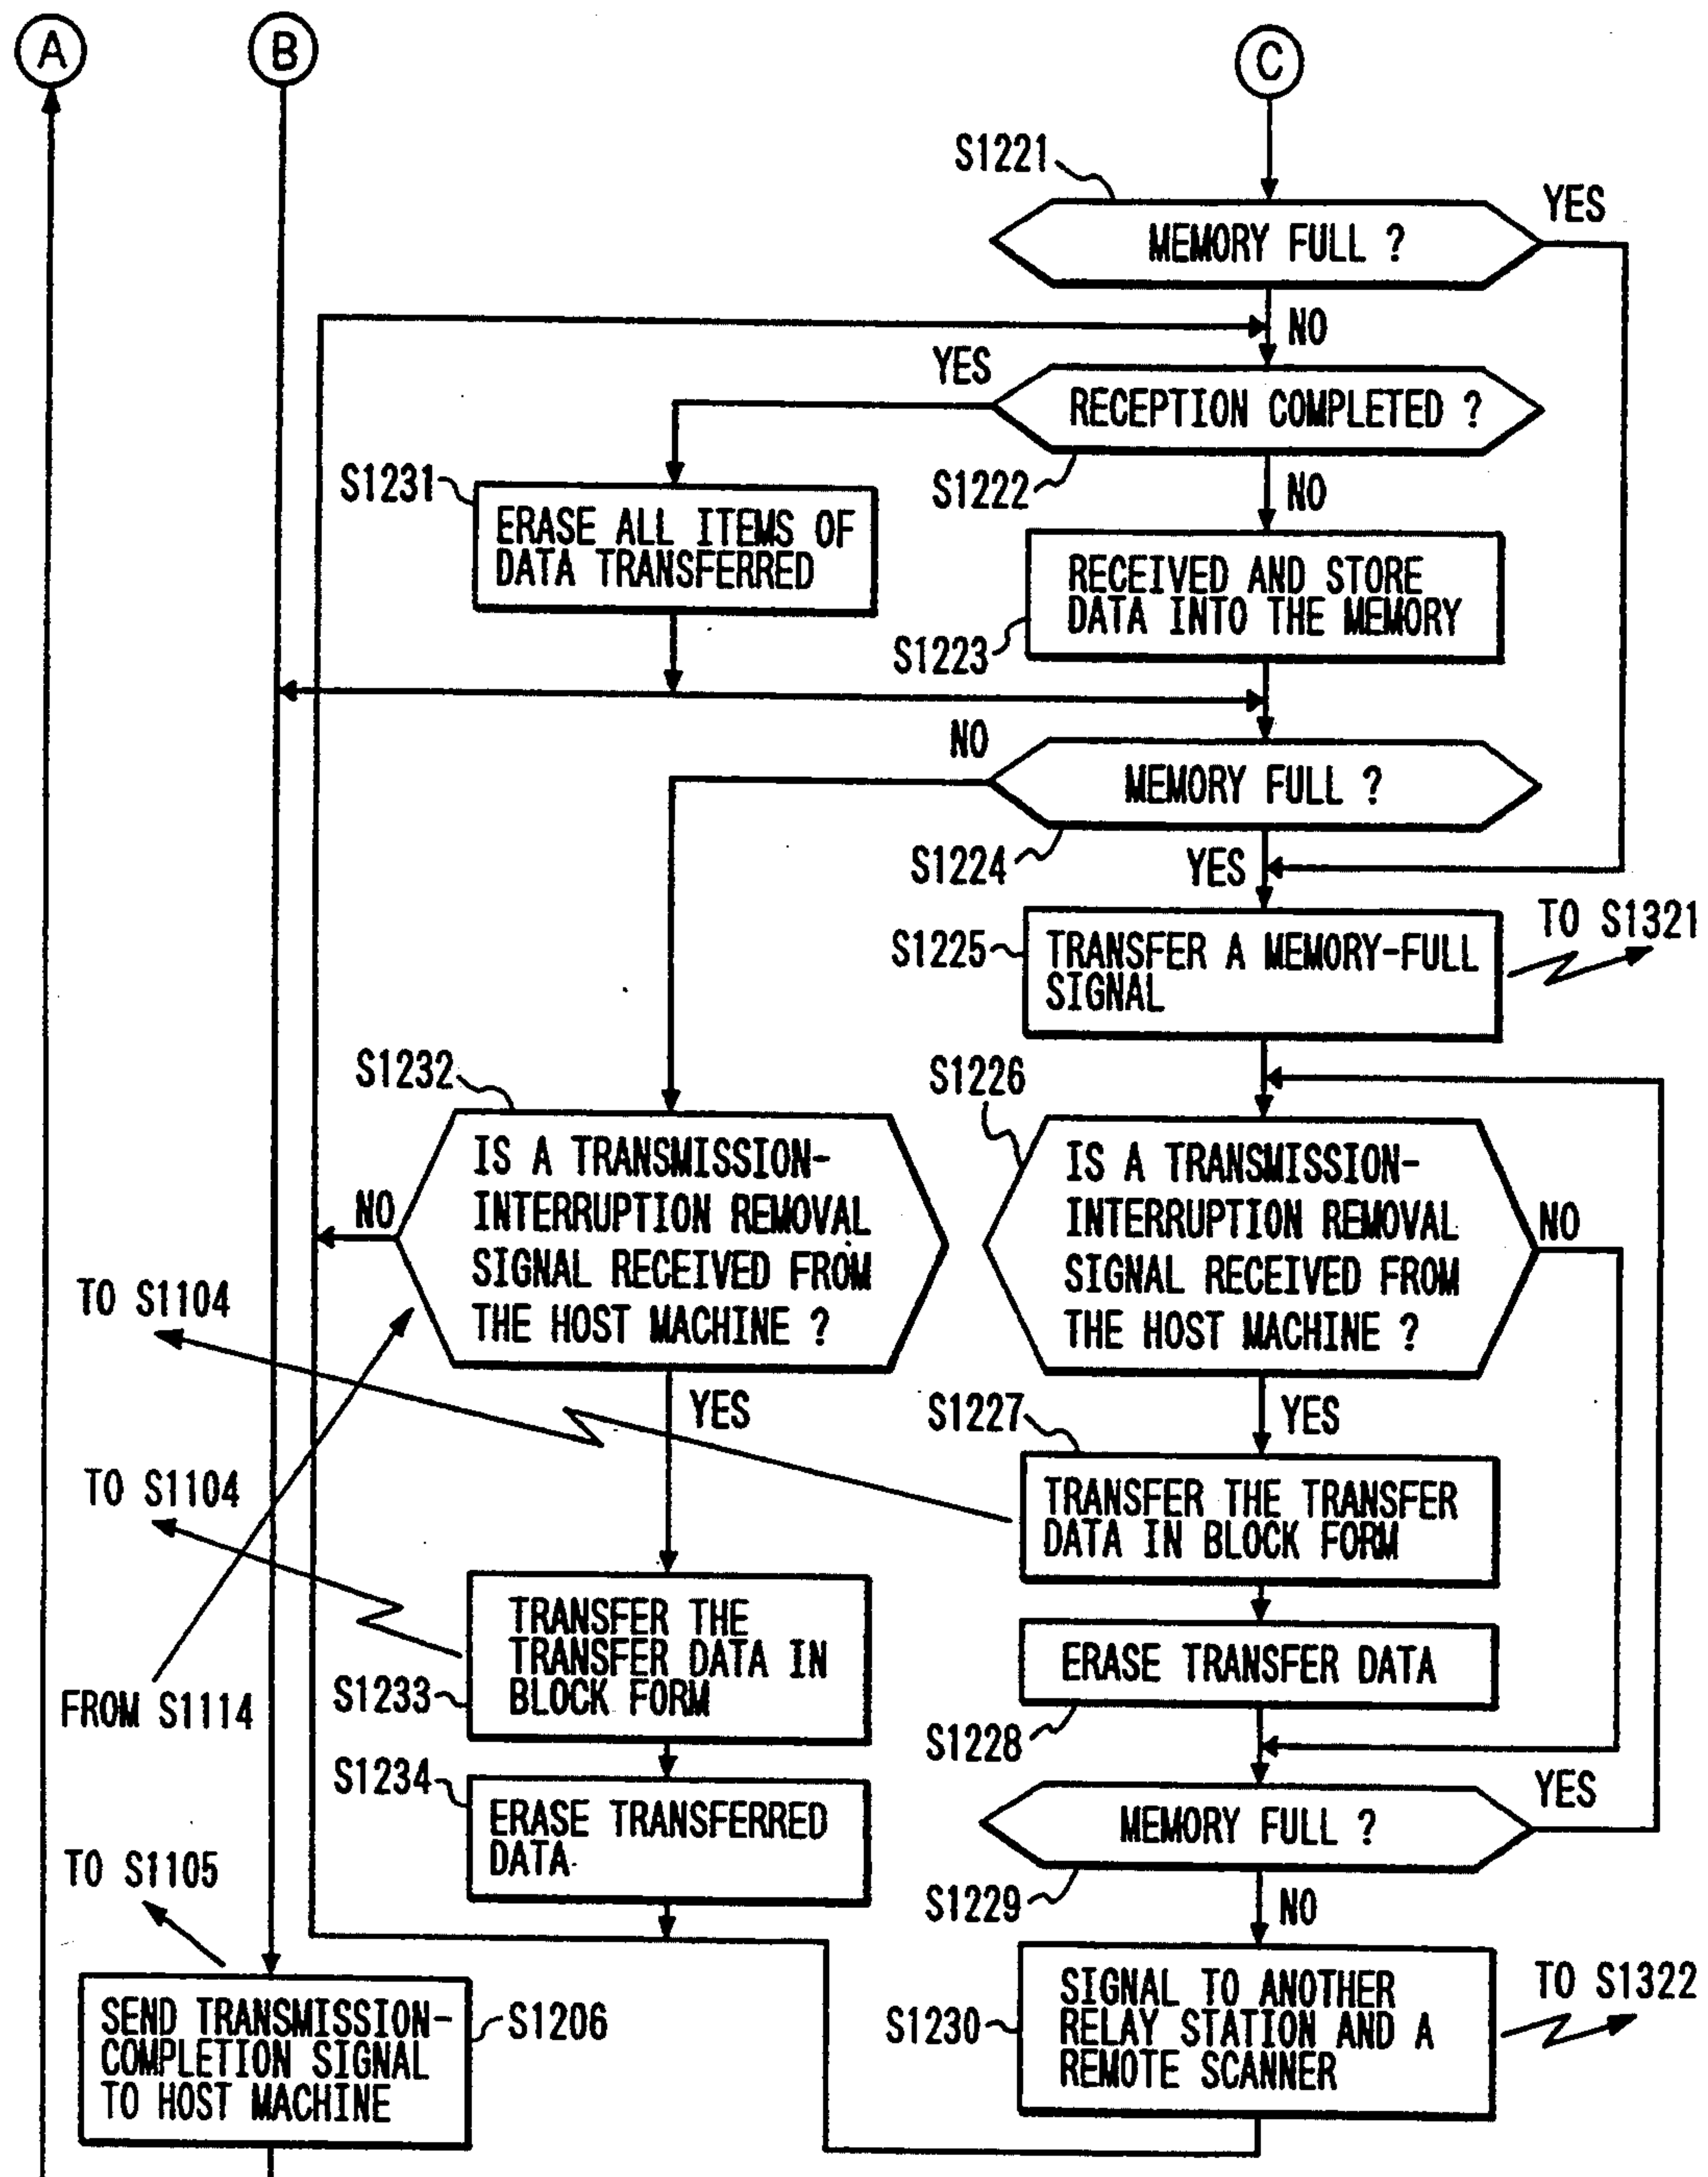 A
B
C
S1221
YES
MEMORY FULL ?
NO
YES
RECEPTION COMPLETED ?
S1231
S1222
NO
ERASE ALL ITEMS OF
DATA TRANSFERRED
RECEIVED AND STORE
DATA INTO THE MEMORY
S1223
NO
MEMORY FULL ?
S1224
YES
TO S1321
S1225
TRANSFER A MEMORY-FULL
SIGNAL
S1232
S1226
IS A TRANSMISSION-
INTERRUPTION REMOVAL
SIGNAL RECEIVED FROM
THE HOST MACHINE ?
NO
IS A TRANSMISSION-
INTERRUPTION REMOVAL
SIGNAL RECEIVED FROM
THE HOST MACHINE ?
NO
TO S1104
YES
S1227
YES
TO S1104
TRANSFER THE TRANSFER
DATA IN BLOCK FORM
TRANSFER THE
TRANSFER DATA IN
BLOCK FORM
S1233
ERASE TRANSFER DATA
FROM S1114
S1228
S1234
ERASE TRANSFERRED
DATA
YES
MEMORY FULL ?
TO S1105
S1229
NO
SEND TRANSMISSION-
COMPLETION SIGNAL
TO HOST MACHINE
S1206
S1230
SIGNAL TO ANOTHER
RELAY STATION AND A
REMOTE SCANNER
TO S1322